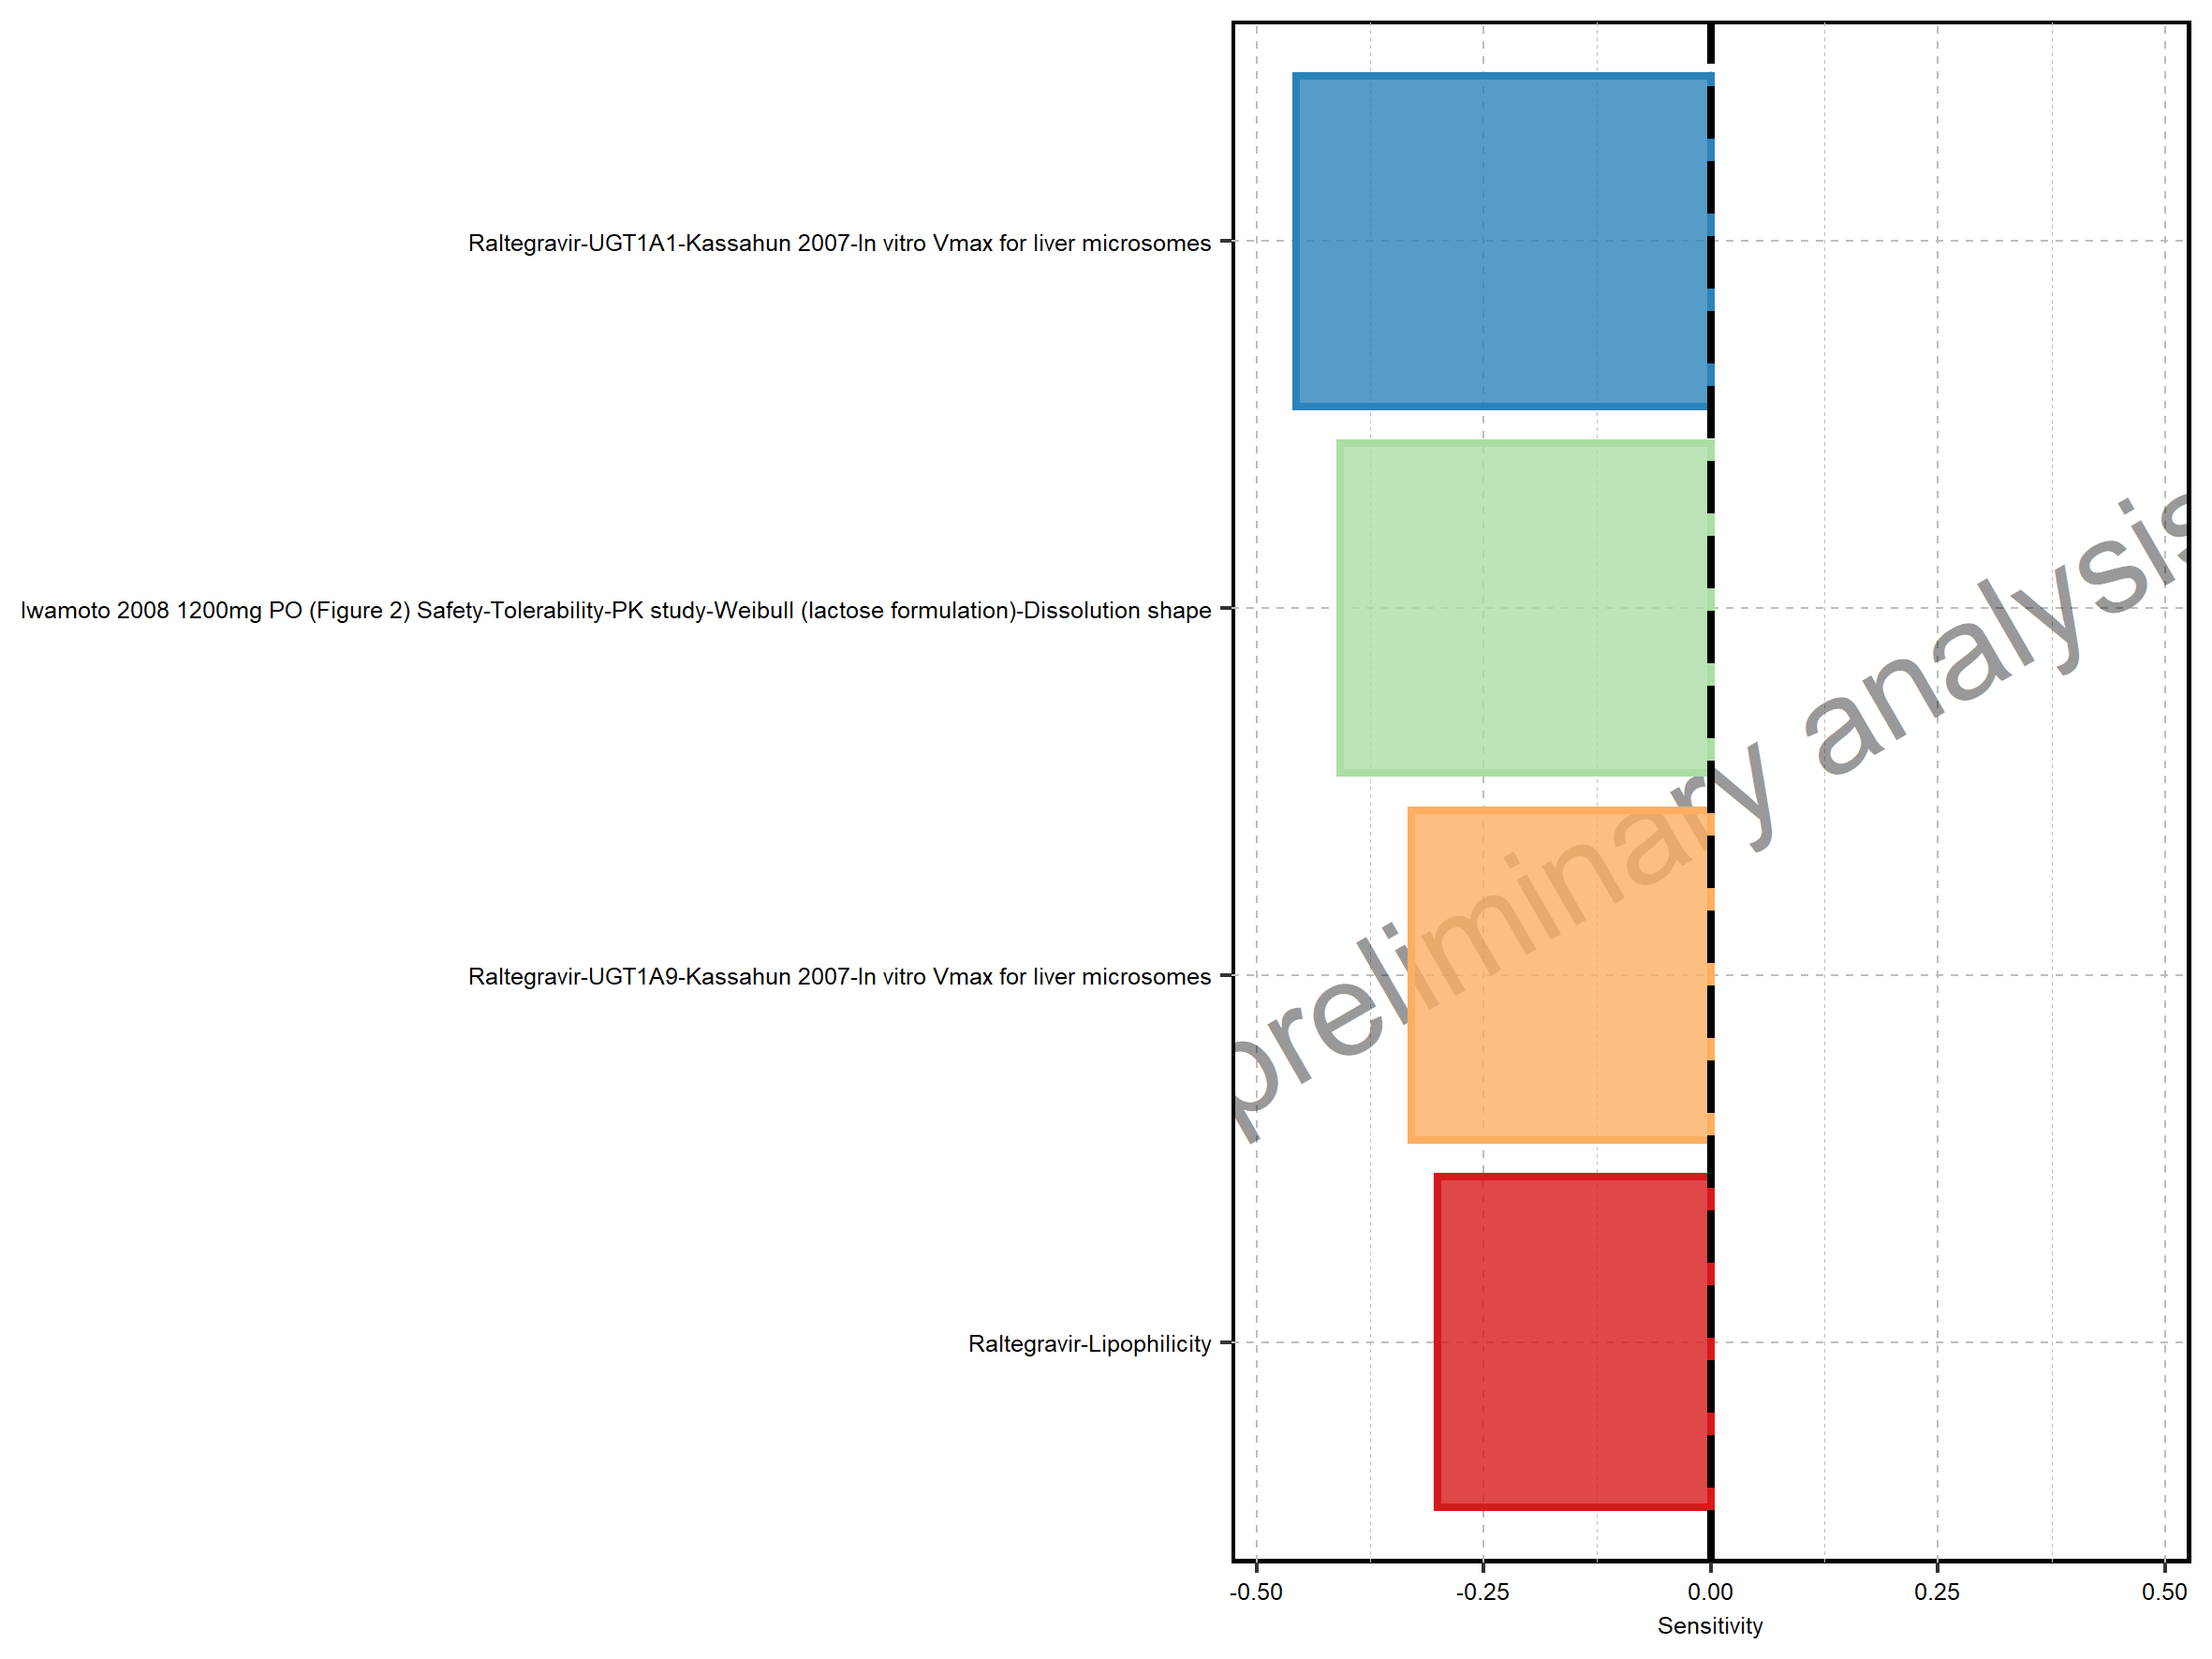 Raltegravir-UGT1A1-Kassahun 2007-In vitro Vmax for liver microsomes
Iwamoto 2008 1200mg PO (Figure 2) Safety-Tolerability-PK study-Weibull (lactose formulation)-Dissolution shape
Raltegravir-UGT1A9-Kassahun 2007-In vitro Vmax for liver microsomes
Raltegravir-Lipophilicity
preliminary analysis
-0.50 -0.25 0.00 0.25 0.50
Sensitivity